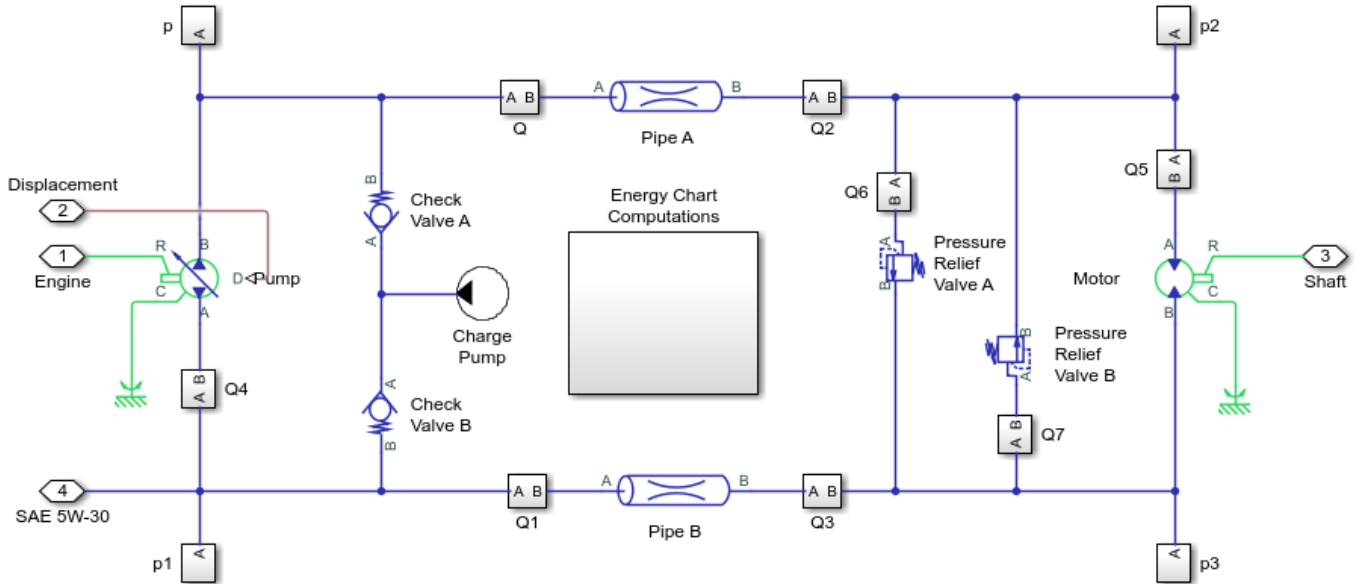 p
A
p2
A
A B
Q
A
B
Pipe A
A B
Q2
Displacement
2
1
Engine
R
B
C
A
D
Pump
B
Check
Valve A
A
Charge
Pump
Energy Chart
Computations
Q6
A
B
A
Pressure
Relief
Valve A
B
Q5
A
B
Motor
A
R
C
B
3
Shaft
B
A
Q4
A
Check
Valve B
B
B
Pressure
Relief
Valve B
A
B
A
Q7
4
SAE 5W-30
A B
Q1
A
B
Pipe B
A B
Q3
p1
A
A
p3